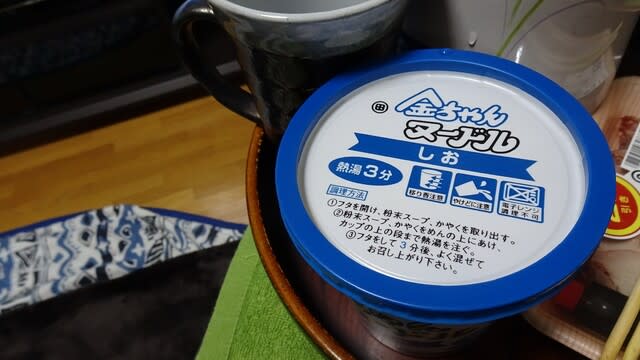 金ちゃん
ヌードル
しお
熱湯3分
移り香注意
やけどに注意
電子レンジ
調理不可
調理方法
①フタを開け、粉末スープ、かやくを取り出す。
②粉末スープ、かやくをめんの上にあけ、
カップの上の段まで熱湯を注ぐ。
③フタをして3分後、よく混ぜて
お召し上がり下さい。